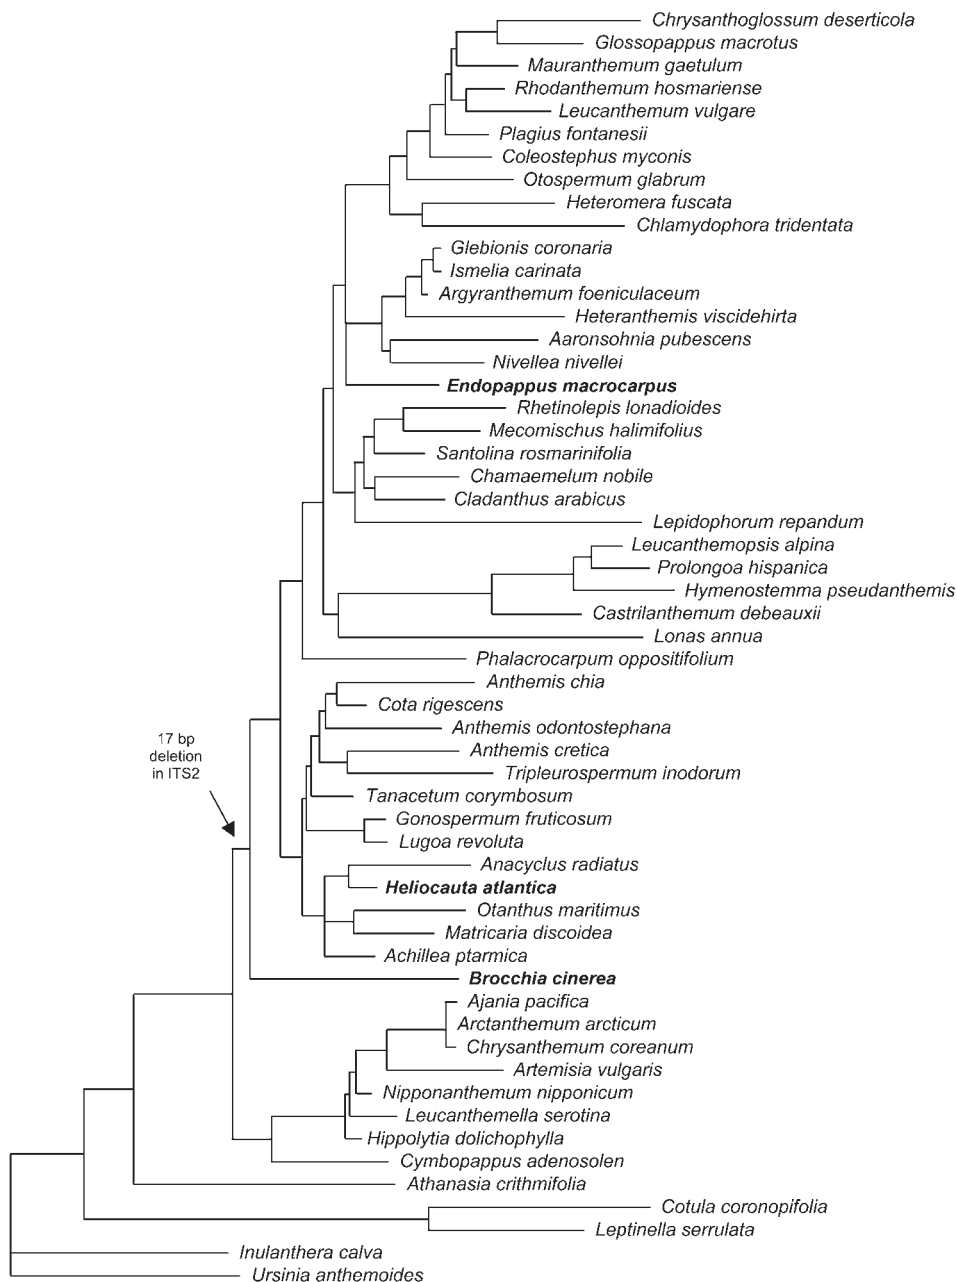 Chrysanthoglossum deserticola
Glossopappus macrotus
Mauranthemum gaetulum
Rhodanthemum hosmariense
Leucanthemum vulgare
Plagius fontanesii
Coleostephus myconis
Otospermum glabrum
Heteromera fuscata
Chlamydophora tridentata
Glebionis coronaria
Ismelia carinata
Argyranthemum foeniculaceum
Heteranthemis viscidehirta
Aaronsohnia pubescens
Nivellea nivellei
Endopappus macrocarpus
Rhetinolepis lonadioides
Mecomischus halimifolius
Santolina rosmarinifolia
Chamaemelum nobile
Cladanthus arabicus
Lepidophorum repandum
Leucanthemopsis alpina
Prolongoa hispanica
Hymenostemma pseudanthemis
Castrilanthemum debeauxii
Lonas annua
Phalacrocarpum oppositifolium
Anthemis chia
Cota rigescens
Anthemis odontostephana
17 bp
deletion
in ITS2
Anthemis cretica
Tripleurospermum inodorum
Tanacetum corymbosum
Gonospermum fruticosum
Lugoa revoluta
Anacyclus radiatus
Heliocauta atlantica
Otanthus maritimus
Matricaria discoidea
Achillea ptarmica
Brocchia cinerea
Ajania pacifica
Arctanthemum arcticum
Chrysanthemum coreanum
Artemisia vulgaris
Nipponanthemum nipponicum
Leucanthemella serotina
Hippolytia dolichophylla
Cymbopappus adenosolen
Athanasia crithmifolia
Cotula coronopifolia
Leptinella serrulata
Inulanthera calva
Ursinia anthemoides